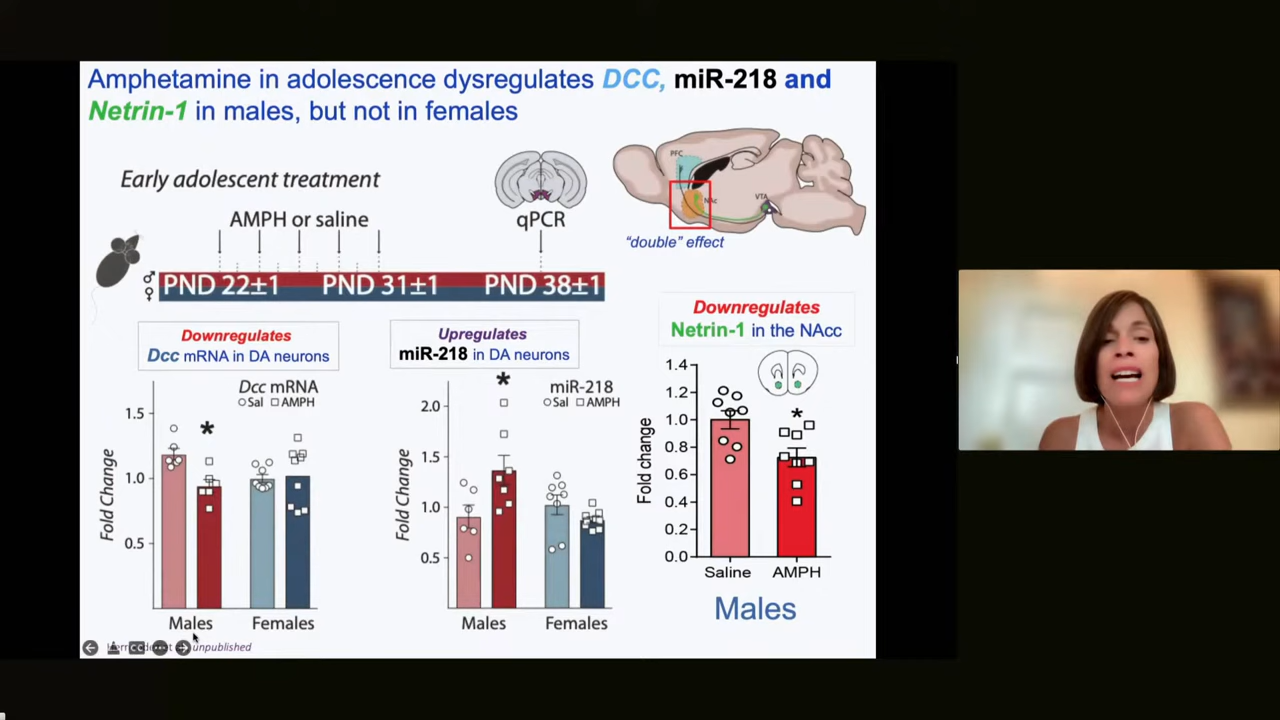 Amphetamine in adolescence dysregulates DCC, miR-218 and
Netrin-1 in males, but not in females
Early adolescent treatment
AMPH or saline
qPCR
PND 22±1 PND 31±1 PND 38±1
♂
♀
PFC
NAc
VTA
“double” effect
Downregulates
Dcc mRNA in DA neurons
Dcc mRNA
Sal AMPH
Fold Change
1.5
1.0
0.5
*
Males Females
Upregulates
miR-218 in DA neurons
miR-218
Sal AMPH
Fold Change
2.0
1.5
1.0
0.5
*
Males Females
Downregulates
Netrin-1 in the NAcc
Fold change
1.4
1.2
1.0
0.8
0.6
0.4
0.2
0.0
*
Saline AMPH
Males
unpublished